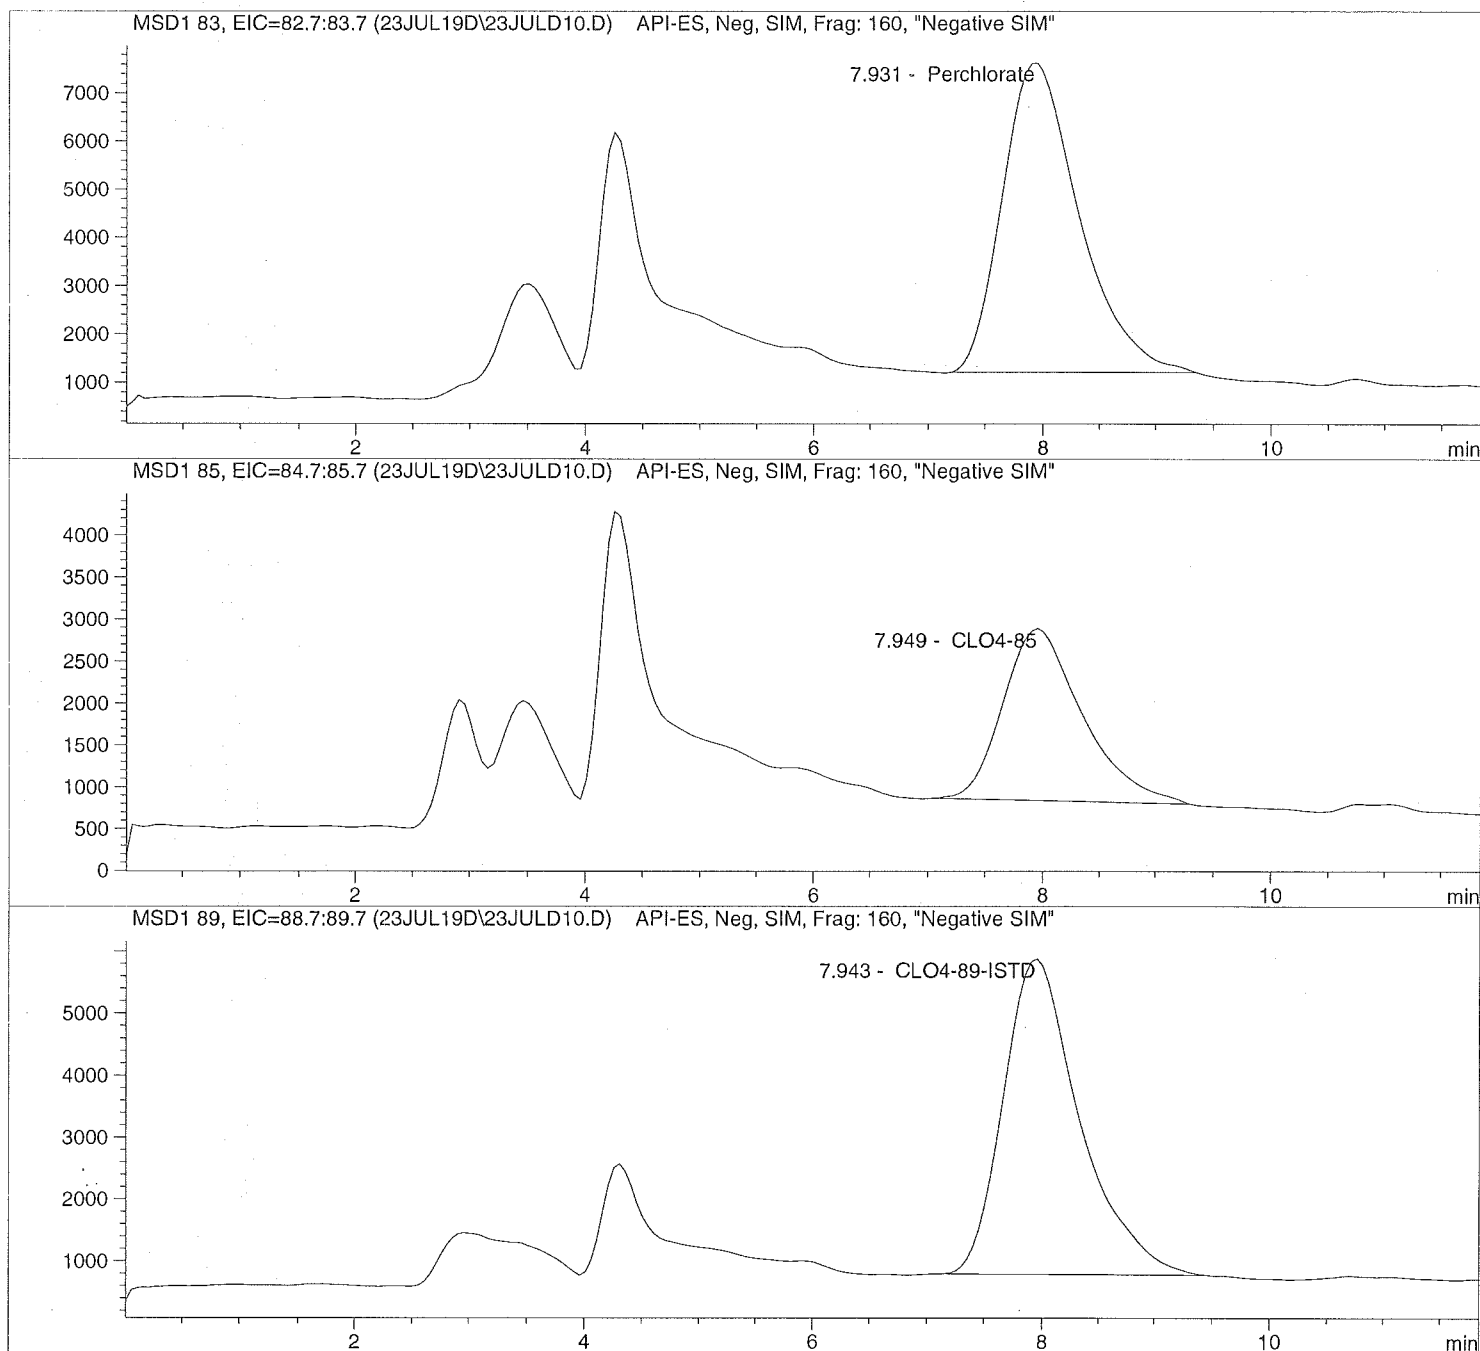 MSD1 83, EIC=82.7:83.7 (23JUL19D\23JULD10.D) API-ES, Neg, SIM, Frag: 160, "Negative SIM"
7.931 - Perchlorate
7000
6000
5000
4000
3000
2000
1000
2 4 6 8 10 min
MSD1 85, EIC=84.7:85.7 (23JUL19D\23JULD10.D) API-ES, Neg, SIM, Frag: 160, "Negative SIM"
4000
3500
3000
7.949 - CLO4-85
2500
2000
1500
1000
500
0
2 4 6 8 10 min
MSD1 89, EIC=88.7:89.7 (23JUL19D\23JULD10.D) API-ES, Neg, SIM, Frag: 160, "Negative SIM"
7.943 - CLO4-89-ISTD
5000
4000
3000
2000
1000
2 4 6 8 10 min